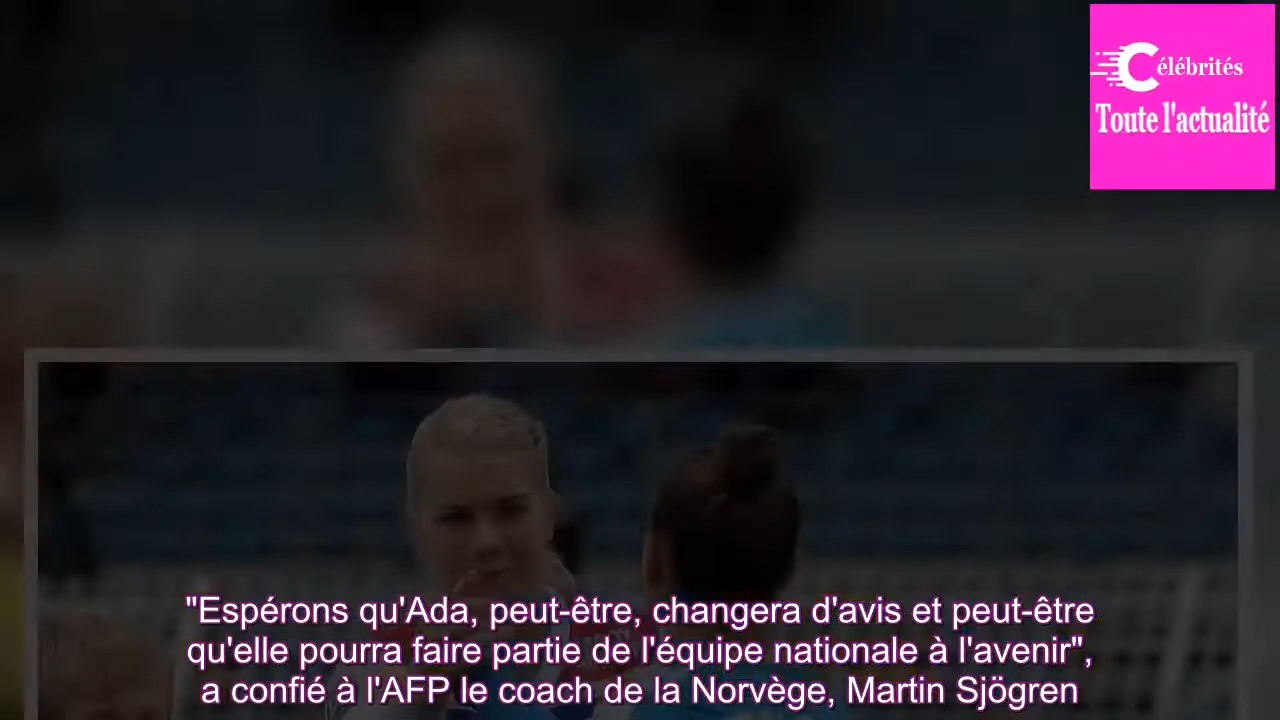 Célébrités
Toute l'actualité
"Espérons qu'Ada, peut-être, changera d'avis et peut-être
qu'elle pourra faire partie de l'équipe nationale à l'avenir",
a confié à l'AFP le coach de la Norvège, Martin Sjögren